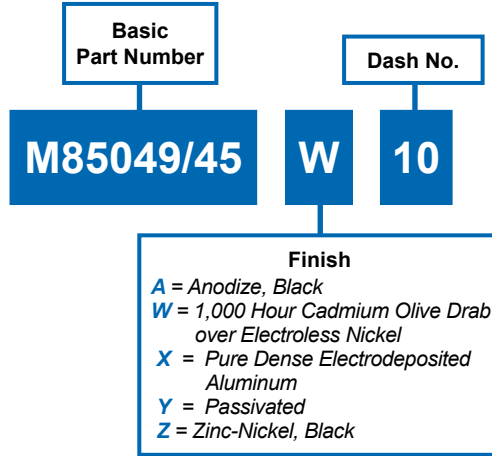 Basic
Part Number
Dash No.
M85049/45 W 10
Finish
A = Anodize, Black
W = 1,000 Hour Cadmium Olive Drab
over Electroless Nickel
X = Pure Dense Electrodeposited
Aluminum
Y = Passivated
Z = Zinc-Nickel, Black